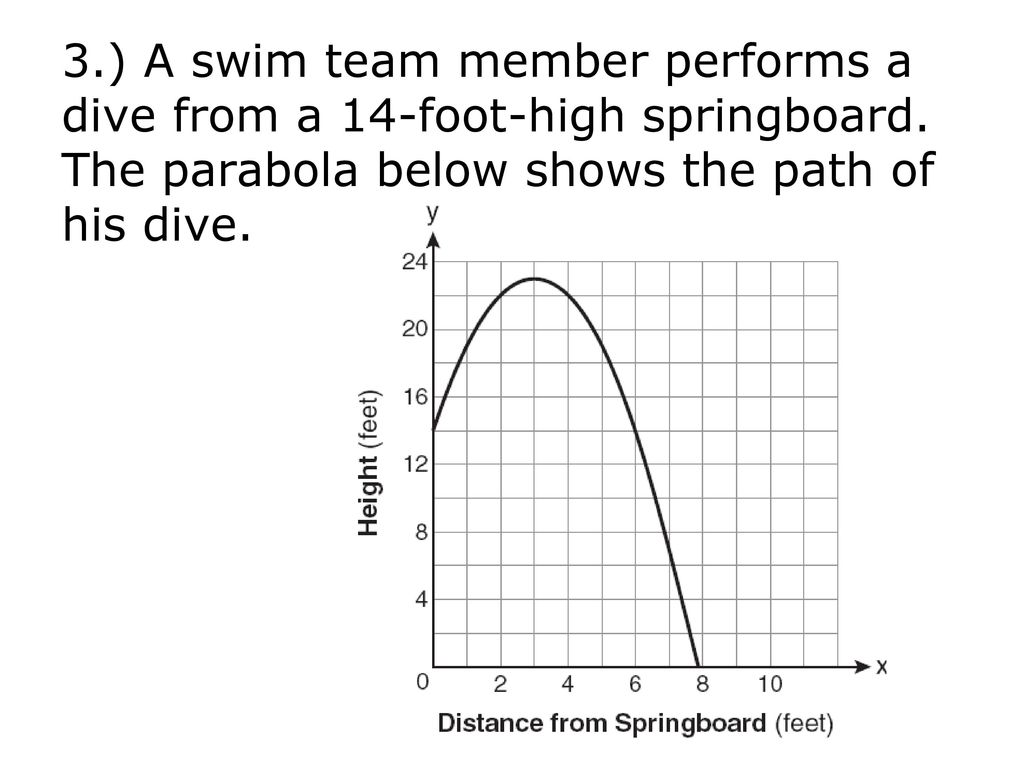 3.) A swim team member performs a
dive from a 14-foot-high springboard.
The parabola below shows the path of
his dive.
y
24
20
16
12
8
4
Height (feet)
0 2 4 6 8 10
x
Distance from Springboard (feet)